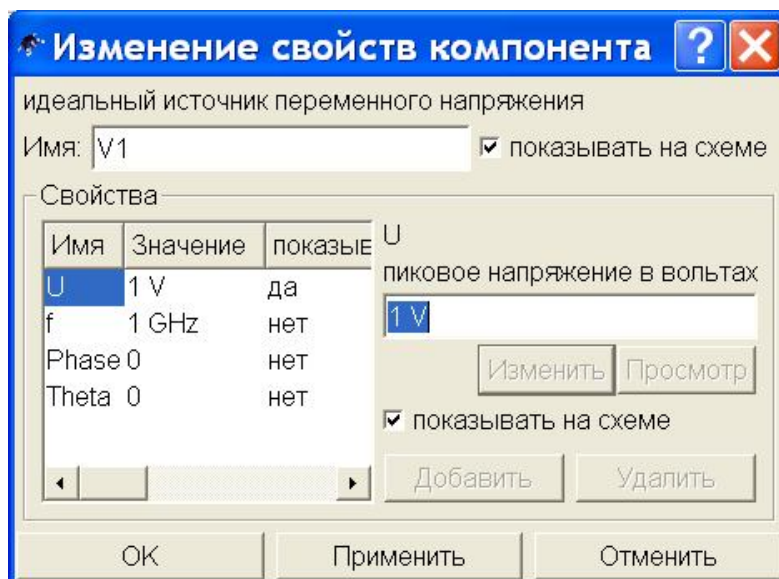 Изменение свойств компонента
идеальный источник переменного напряжения
Имя: V1 показывать на схеме
Свойства
Имя Значение показыв
U 1 V да
f 1 GHz нет
Phase 0 нет
Theta 0 нет
U
пиковое напряжение в вольтах
1 V
Изменить Просмотр
показывать на схеме
Добавить Удалить
OK Применить Отменить